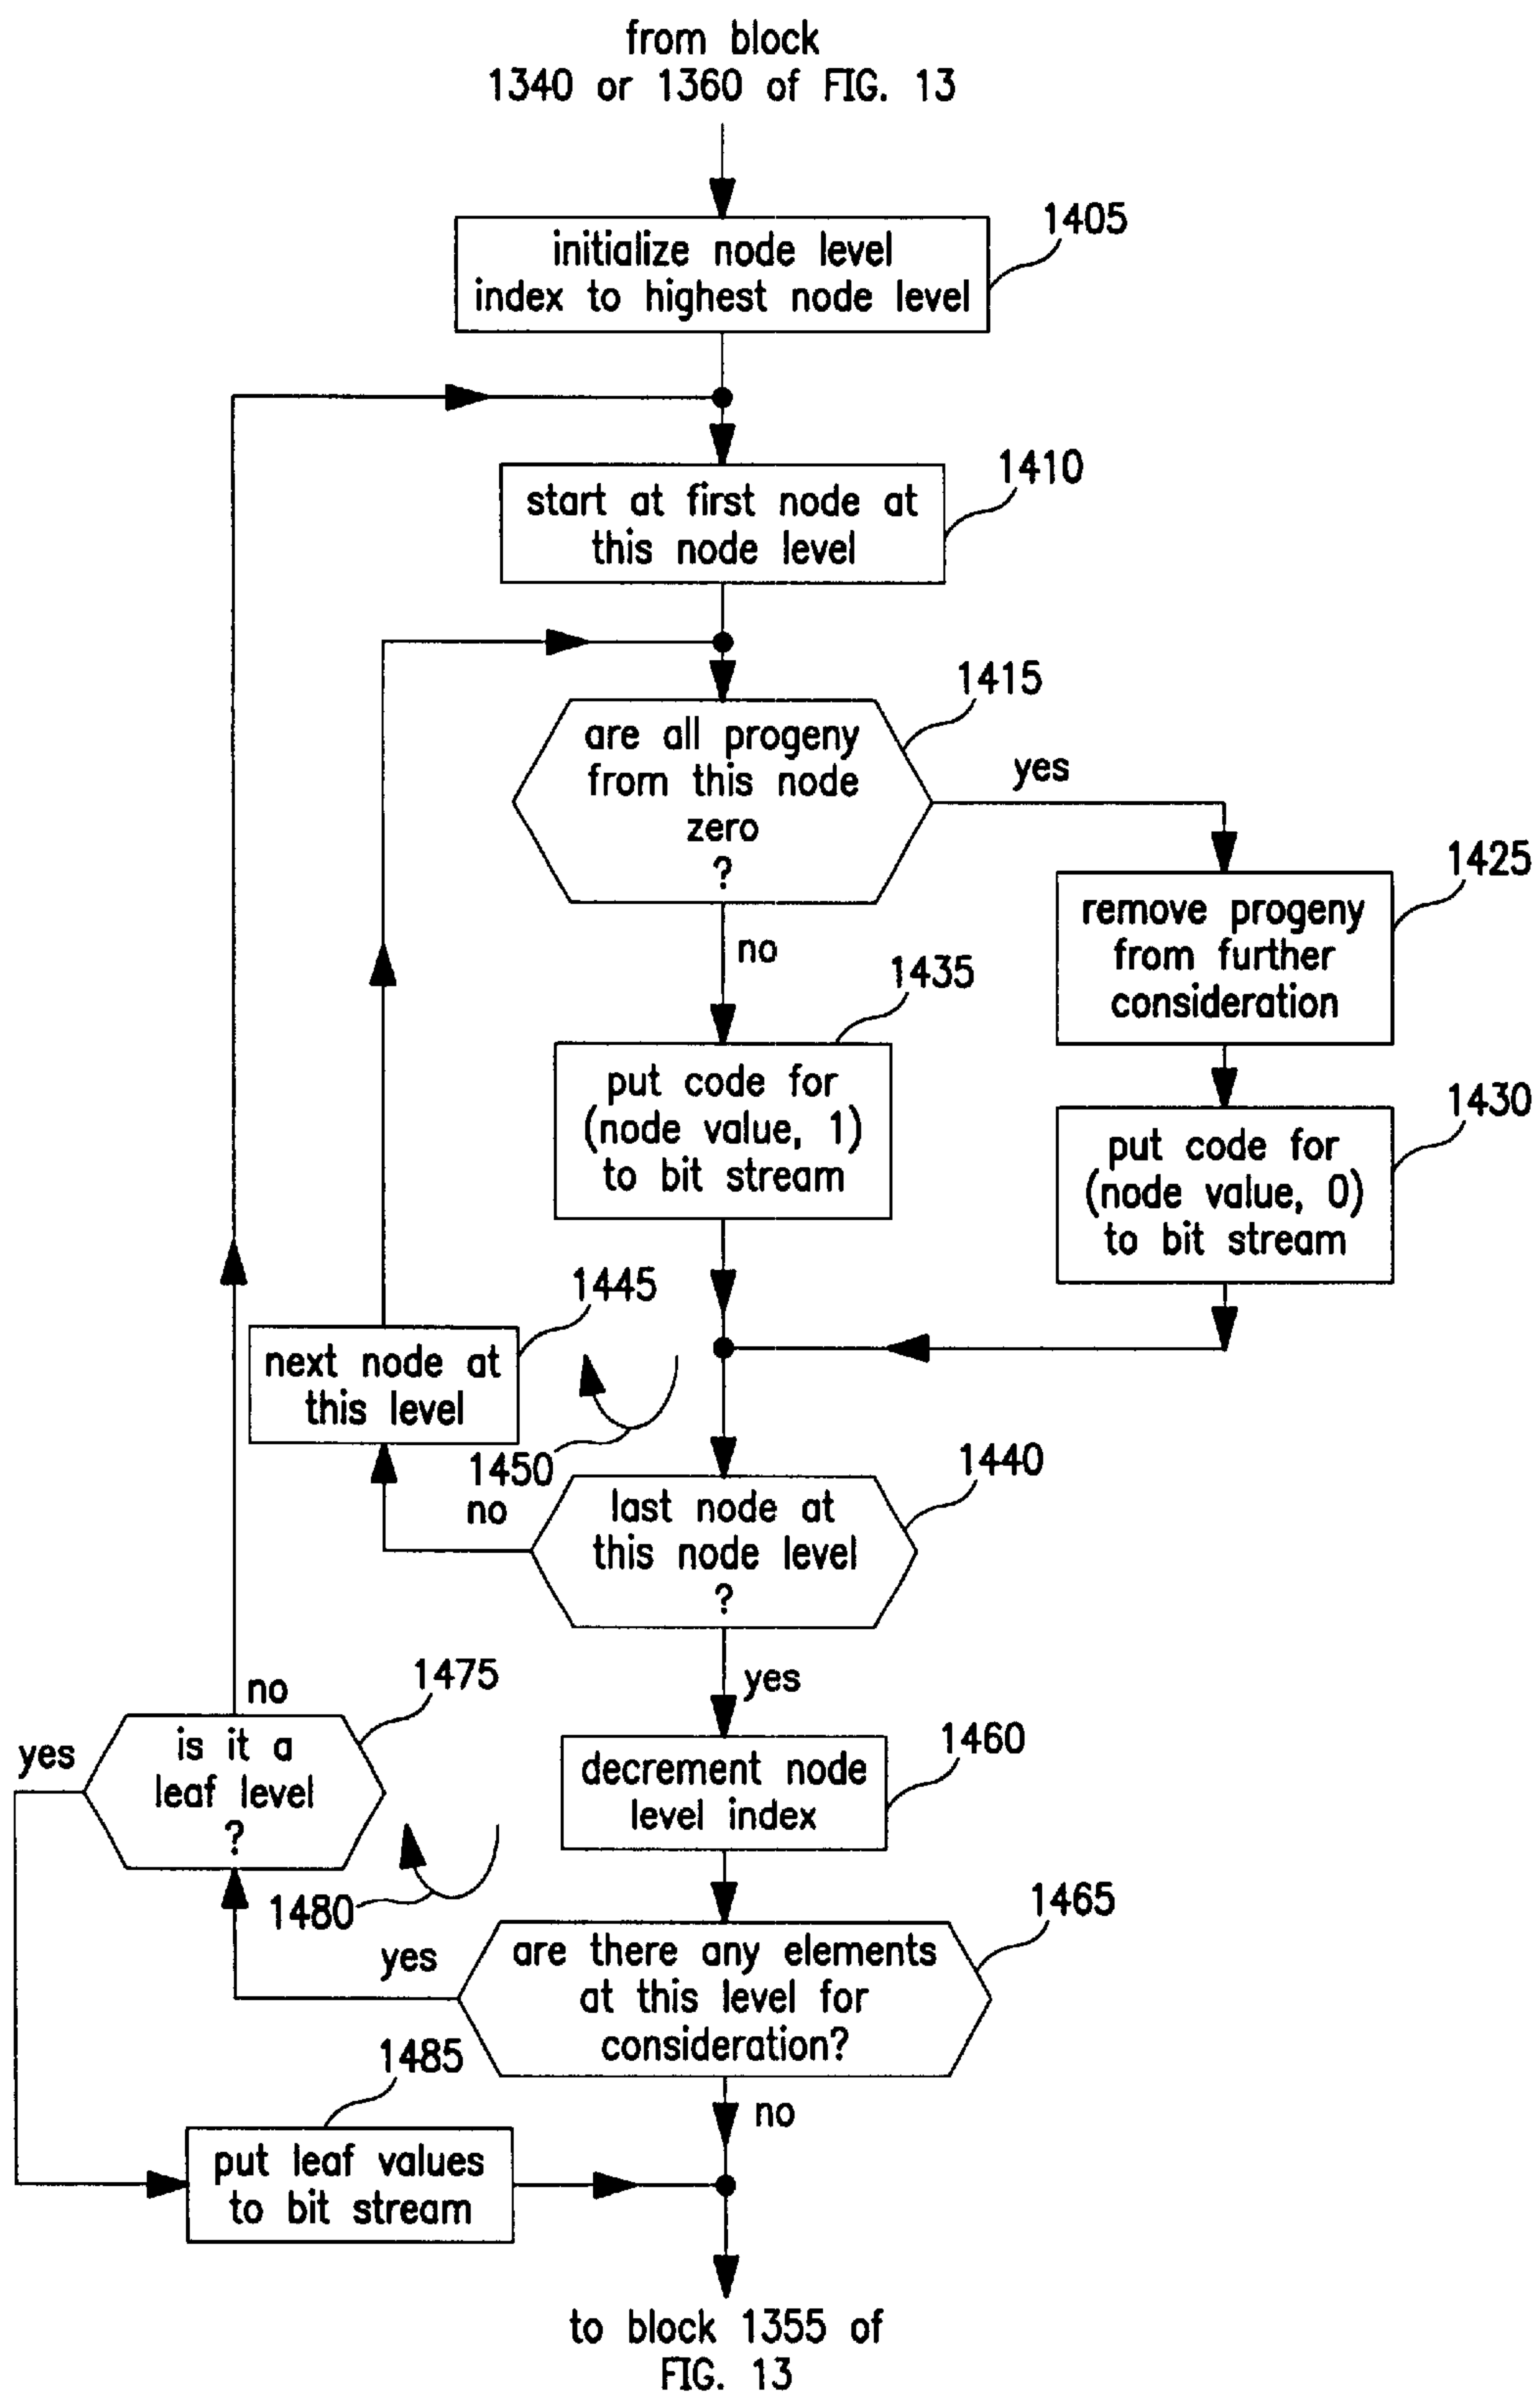 from block
1340 or 1360 of FIG. 13
1405
initialize node level
index to highest node level
1410
start at first node at
this node level
1415
are all progeny
from this node
zero
?
yes
1425
remove progeny
from further
consideration
no
1435
put code for
(node value, 1)
to bit stream
1430
put code for
(node value, 0)
to bit stream
1445
next node at
this level
1450
no
1440
last node at
this node level
?
yes
1475
no
is it a
leaf level
?
yes
1460
decrement node
level index
1480
yes
1465
are there any elements
at this level for
consideration?
no
1485
put leaf values
to bit stream
to block 1355 of
FIG. 13